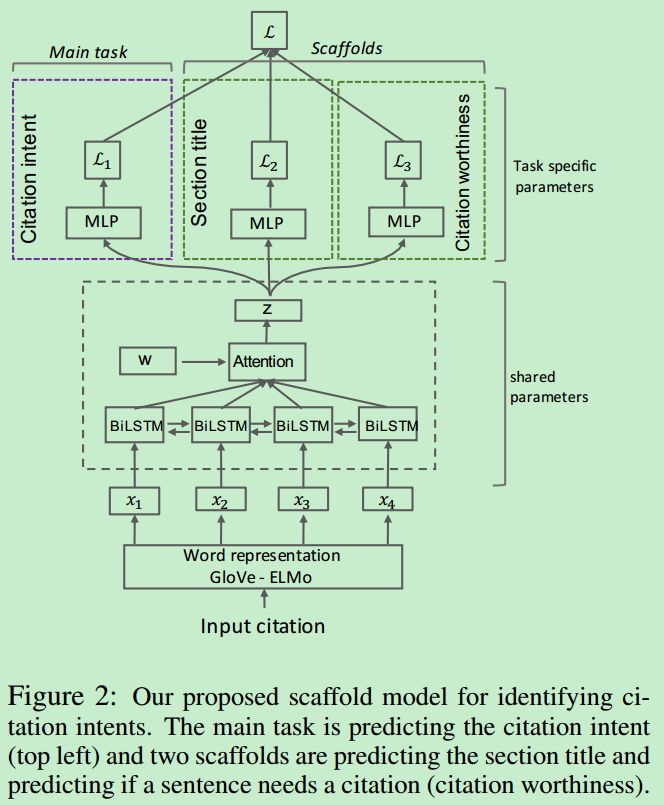 ℒ
Main task
Scaffolds
Citation intent
ℒ1
MLP
Section title
ℒ2
MLP
Citation worthiness
ℒ3
MLP
Task specific
parameters
z
w
Attention
shared
parameters
BiLSTM
BiLSTM
BiLSTM
BiLSTM
x1
x2
x3
x4
Word representation
GloVe - ELMo
Input citation
Figure 2: Our proposed scaffold model for identifying ci-
tation intents. The main task is predicting the citation intent
(top left) and two scaffolds are predicting the section title and
predicting if a sentence needs a citation (citation worthiness).